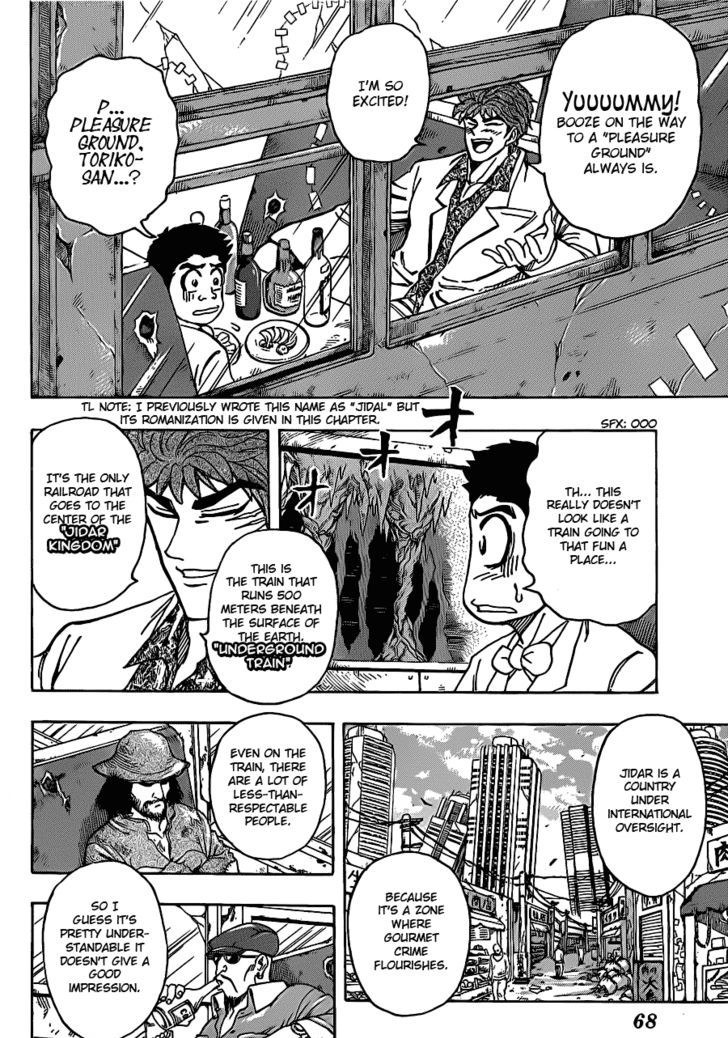 YUUUUMMY!
BOOZE ON THE WAY
TO A "PLEASURE
GROUND"
ALWAYS IS.
I'M SO
EXCITED!
P...
PLEASURE
GROUND,
TORIKO-
SAN...?
TL NOTE: I PREVIOUSLY WROTE THIS NAME AS "JIDAL" BUT
ITS ROMANIZATION IS GIVEN IN THIS CHAPTER.
SFX: OOO
オオオ
TH... THIS
REALLY DOESN'T
LOOK LIKE A
TRAIN GOING TO
THAT FUN A
PLACE...
THIS IS
THE TRAIN THAT
RUNS 500
METERS BENEATH
THE SURFACE OF
THE EARTH.
"UNDERGROUND
TRAIN"
IT'S THE ONLY
RAILROAD THAT
GOES TO THE
CENTER OF THE
"JIDAR
KINGDOM"
JIDAR IS A
COUNTRY
UNDER
INTERNATIONAL
OVERSIGHT.
BECAUSE
IT'S A ZONE
WHERE
GOURMET
CRIME
FLOURISHES.
肉
EVEN ON THE
TRAIN, THERE
ARE A LOT OF
LESS-THAN-
RESPECTABLE
PEOPLE.
SO I
GUESS IT'S
PRETTY UNDER-
STANDABLE IT
DOESN'T GIVE A
GOOD
IMPRESSION.
68